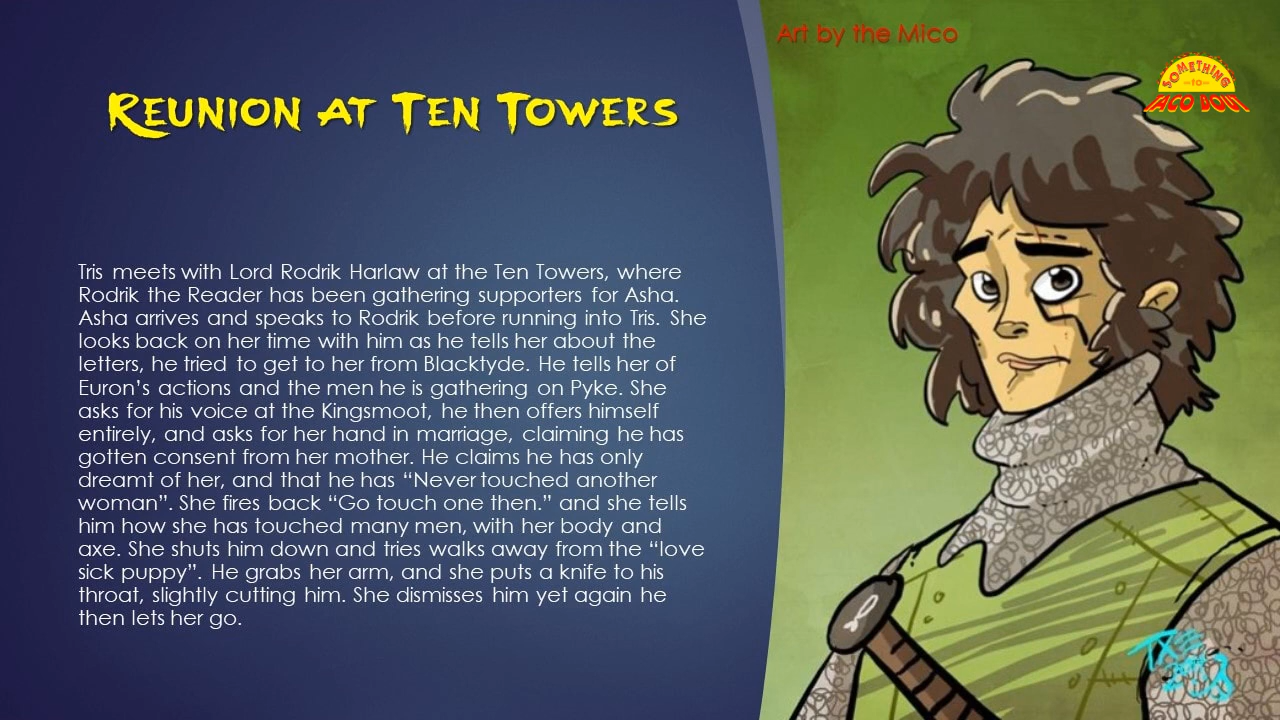 Art by the Mico
SOMETHING
-TO-
TACO BOUT
Reunion at Ten Towers
Tris meets with Lord Rodrik Harlaw at the Ten Towers, where
Rodrik the Reader has been gathering supporters for Asha.
Asha arrives and speaks to Rodrik before running into Tris. She
looks back on her time with him as he tells her about the
letters, he tried to get to her from Blacktyde. He tells her of
Euron’s actions and the men he is gathering on Pyke. She
asks for his voice at the Kingsmoot, he then offers himself
entirely, and asks for her hand in marriage, claiming he has
gotten consent from her mother. He claims he has only
dreamt of her, and that he has “Never touched another
woman”. She fires back “Go touch one then.” and she tells
him how she has touched many men, with her body and
axe. She shuts him down and tries walks away from the “love
sick puppy”. He grabs her arm, and she puts a knife to his
throat, slightly cutting him. She dismisses him yet again he
then lets her go.